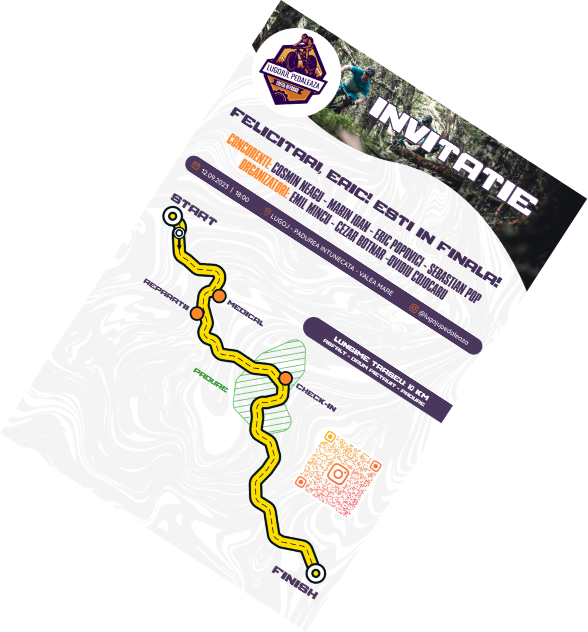 LUGOJUL PEDALEAZA
INVITATIE
FELICITARI, ERIC! ESTI IN FINALA!
CONCURENTI: COSMIN NEAGU - MARIN IOAN - ERIC POPOVICI - SEBASTIAN POP
ORGANIZATORI: EMIL MINCU - CEZAR BOTNAR - OVIDIU COJOCARU
12.09.2023 | 18:00
LUGOJ - PADUREA INTUNECATA - VALEA MARE
@lugojulpedaleaza
START
REPARATII
MEDICAL
LUNGIME TRASEU: 10 KM
ASFALT - DRUM PIETRUIT - PADURE
PADURE
CHECK-IN
FINISH